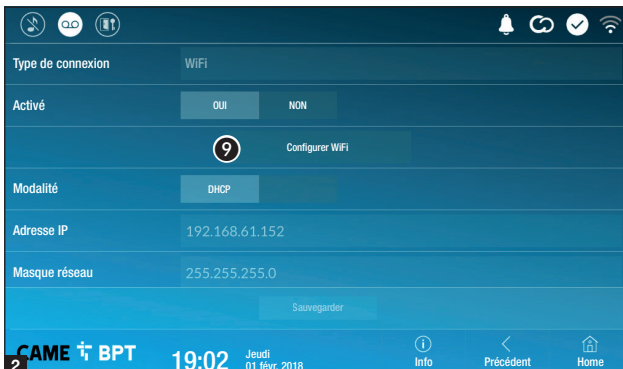 Type de connexion WiFi
Activé OUI NON
9 Configurer WiFi
Modalité DHCP
Adresse IP 192.168.61.152
Masque réseau 255.255.255.0
Sauvegarder
2 CAME BPT 19:02 Jeudi
01 févr. 2018
Info Précédent Home